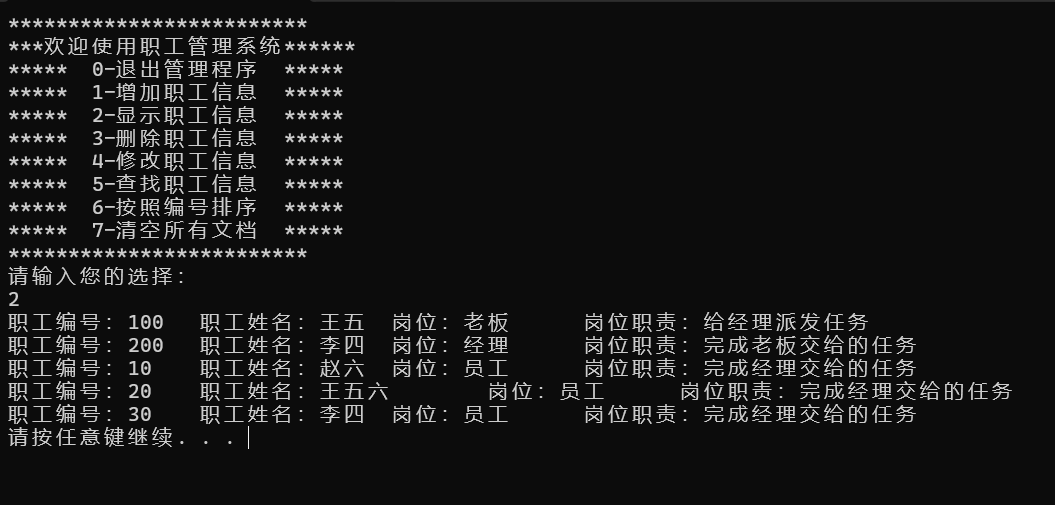 *************************
***欢迎使用职工管理系统******
*****  0-退出管理程序  *****
*****  1-增加职工信息  *****
*****  2-显示职工信息  *****
*****  3-删除职工信息  *****
*****  4-修改职工信息  *****
*****  5-查找职工信息  *****
*****  6-按照编号排序  *****
*****  7-清空所有文档  *****
*************************
请输入您的选择：
2
职工编号：100   职工姓名：王五  岗位：老板      岗位职责：给经理派发任务
职工编号：200   职工姓名：李四  岗位：经理      岗位职责：完成老板交给的任务
职工编号：10    职工姓名：赵六  岗位：员工      岗位职责：完成经理交给的任务
职工编号：20    职工姓名：王五六        岗位：员工      岗位职责：完成经理交给的任务
职工编号：30    职工姓名：李四  岗位：员工      岗位职责：完成经理交给的任务
请按任意键继续. . .